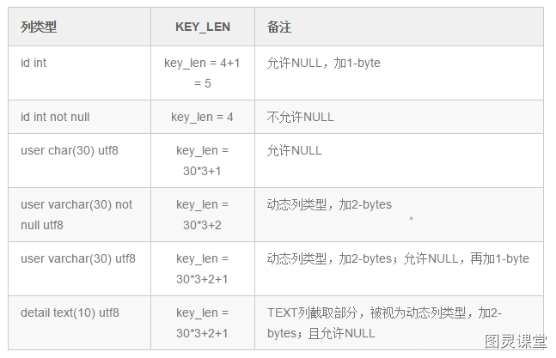 列类型 KEY_LEN 备注
id int key_len = 4+1 允许NULL，加1-byte
= 5
id int not null key_len = 4 不允许NULL
user char(30) utf8 key_len = 允许NULL
30*3+1
user varchar(30) not key_len = 动态列类型，加2-bytes
null utf8 30*3+2 。
user varchar(30) utf8 key_len = 动态列类型，加2-bytes；允许NULL，再加1-byte
30*3+2+1
detail text(10) utf8 key_len = TEXT列截取部分，被视为动态列类型，加2-
30*3+2+1 bytes；且允许NULL
图灵课堂